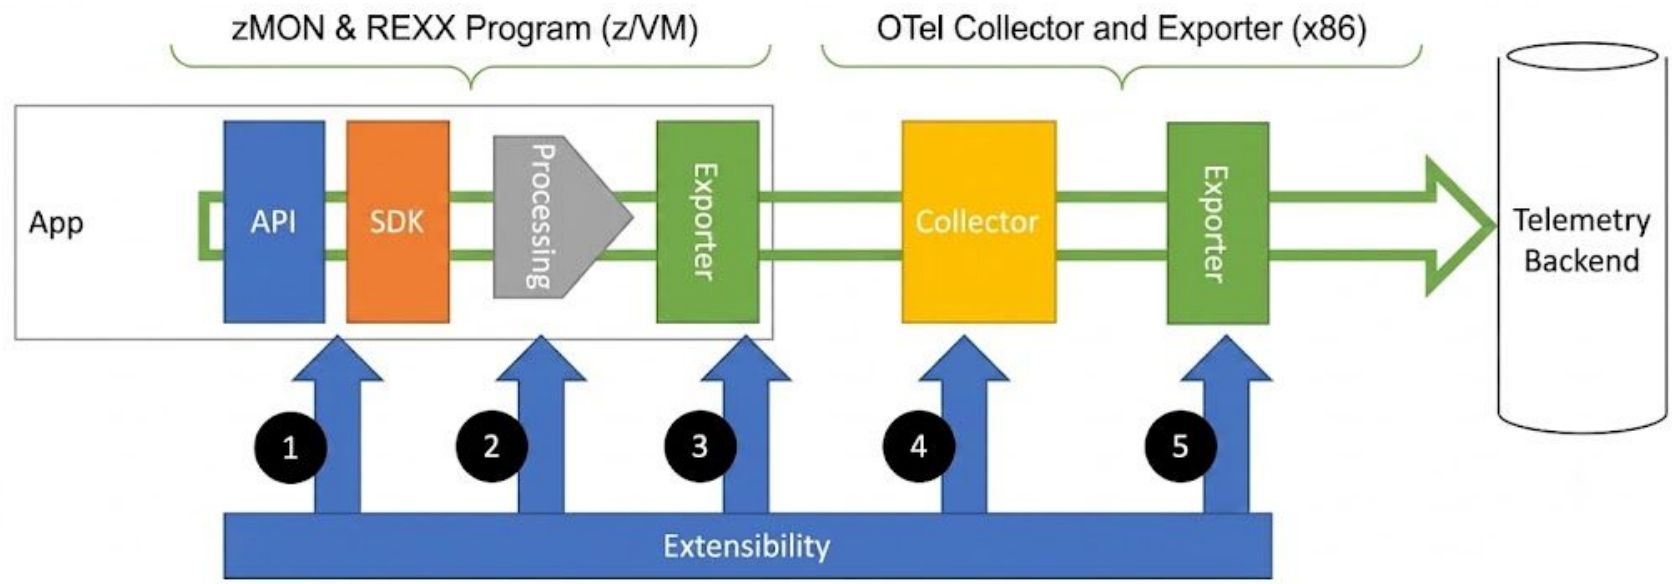 zMON & REXX Program (z/VM)
OTel Collector and Exporter (x86)
App
API
SDK
Processing
Exporter
Collector
Exporter
Telemetry
Backend
1
2
3
4
5
Extensibility